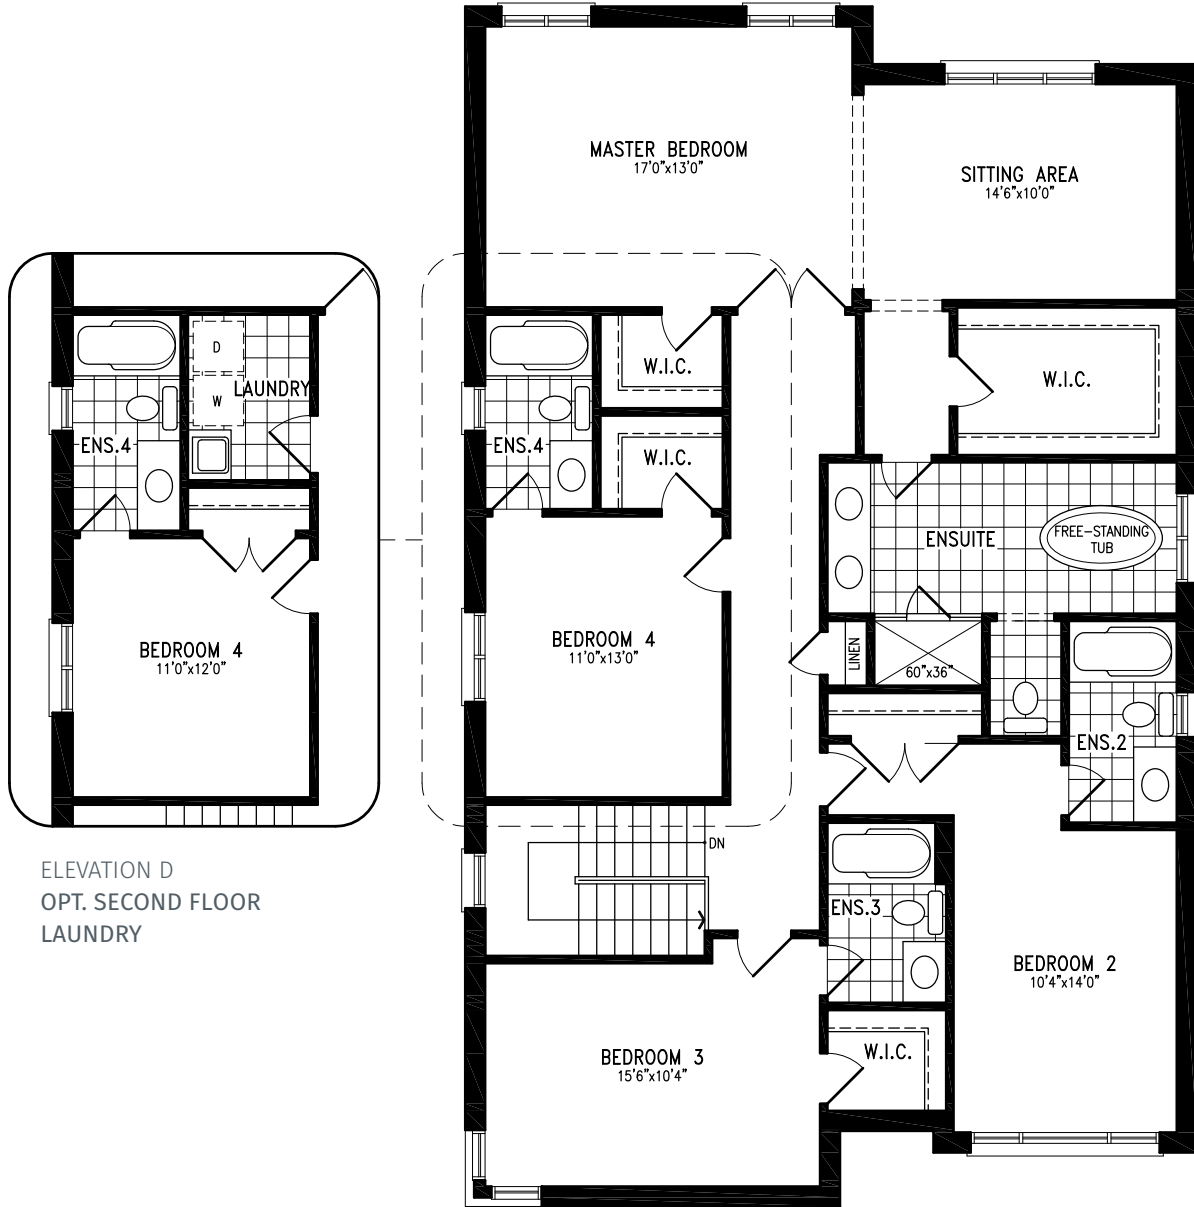 MASTER BEDROOM
17'0"x13'0"
SITTING AREA
14'6"x10'0"
W.I.C.
W.I.C.
W.I.C.
ENS.4
BEDROOM 4
11'0"x13'0"
ENSUITE
FREE-STANDING
TUB
LINEN
60"x36"
ENS.2
DN
ENS.3
BEDROOM 2
10'4"x14'0"
BEDROOM 3
15'6"x10'4"
W.I.C.
D
W
LAUNDRY
ENS.4
BEDROOM 4
11'0"x12'0"
ELEVATION D
OPT. SECOND FLOOR
LAUNDRY